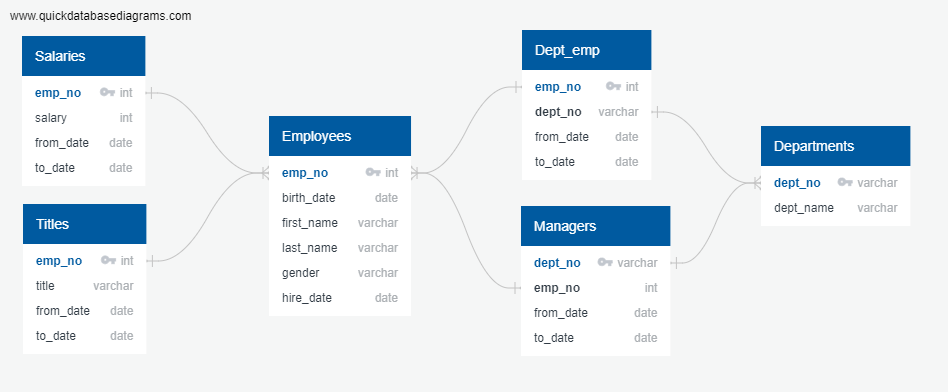 www.quickdatabasediagrams.com
Salaries
emp_no int
salary int
from_date date
to_date date
Titles
emp_no int
title varchar
from_date date
to_date date
Employees
emp_no int
birth_date date
first_name varchar
last_name varchar
gender varchar
hire_date date
Dept_emp
emp_no int
dept_no varchar
from_date date
to_date date
Managers
dept_no varchar
emp_no int
from_date date
to_date date
Departments
dept_no varchar
dept_name varchar